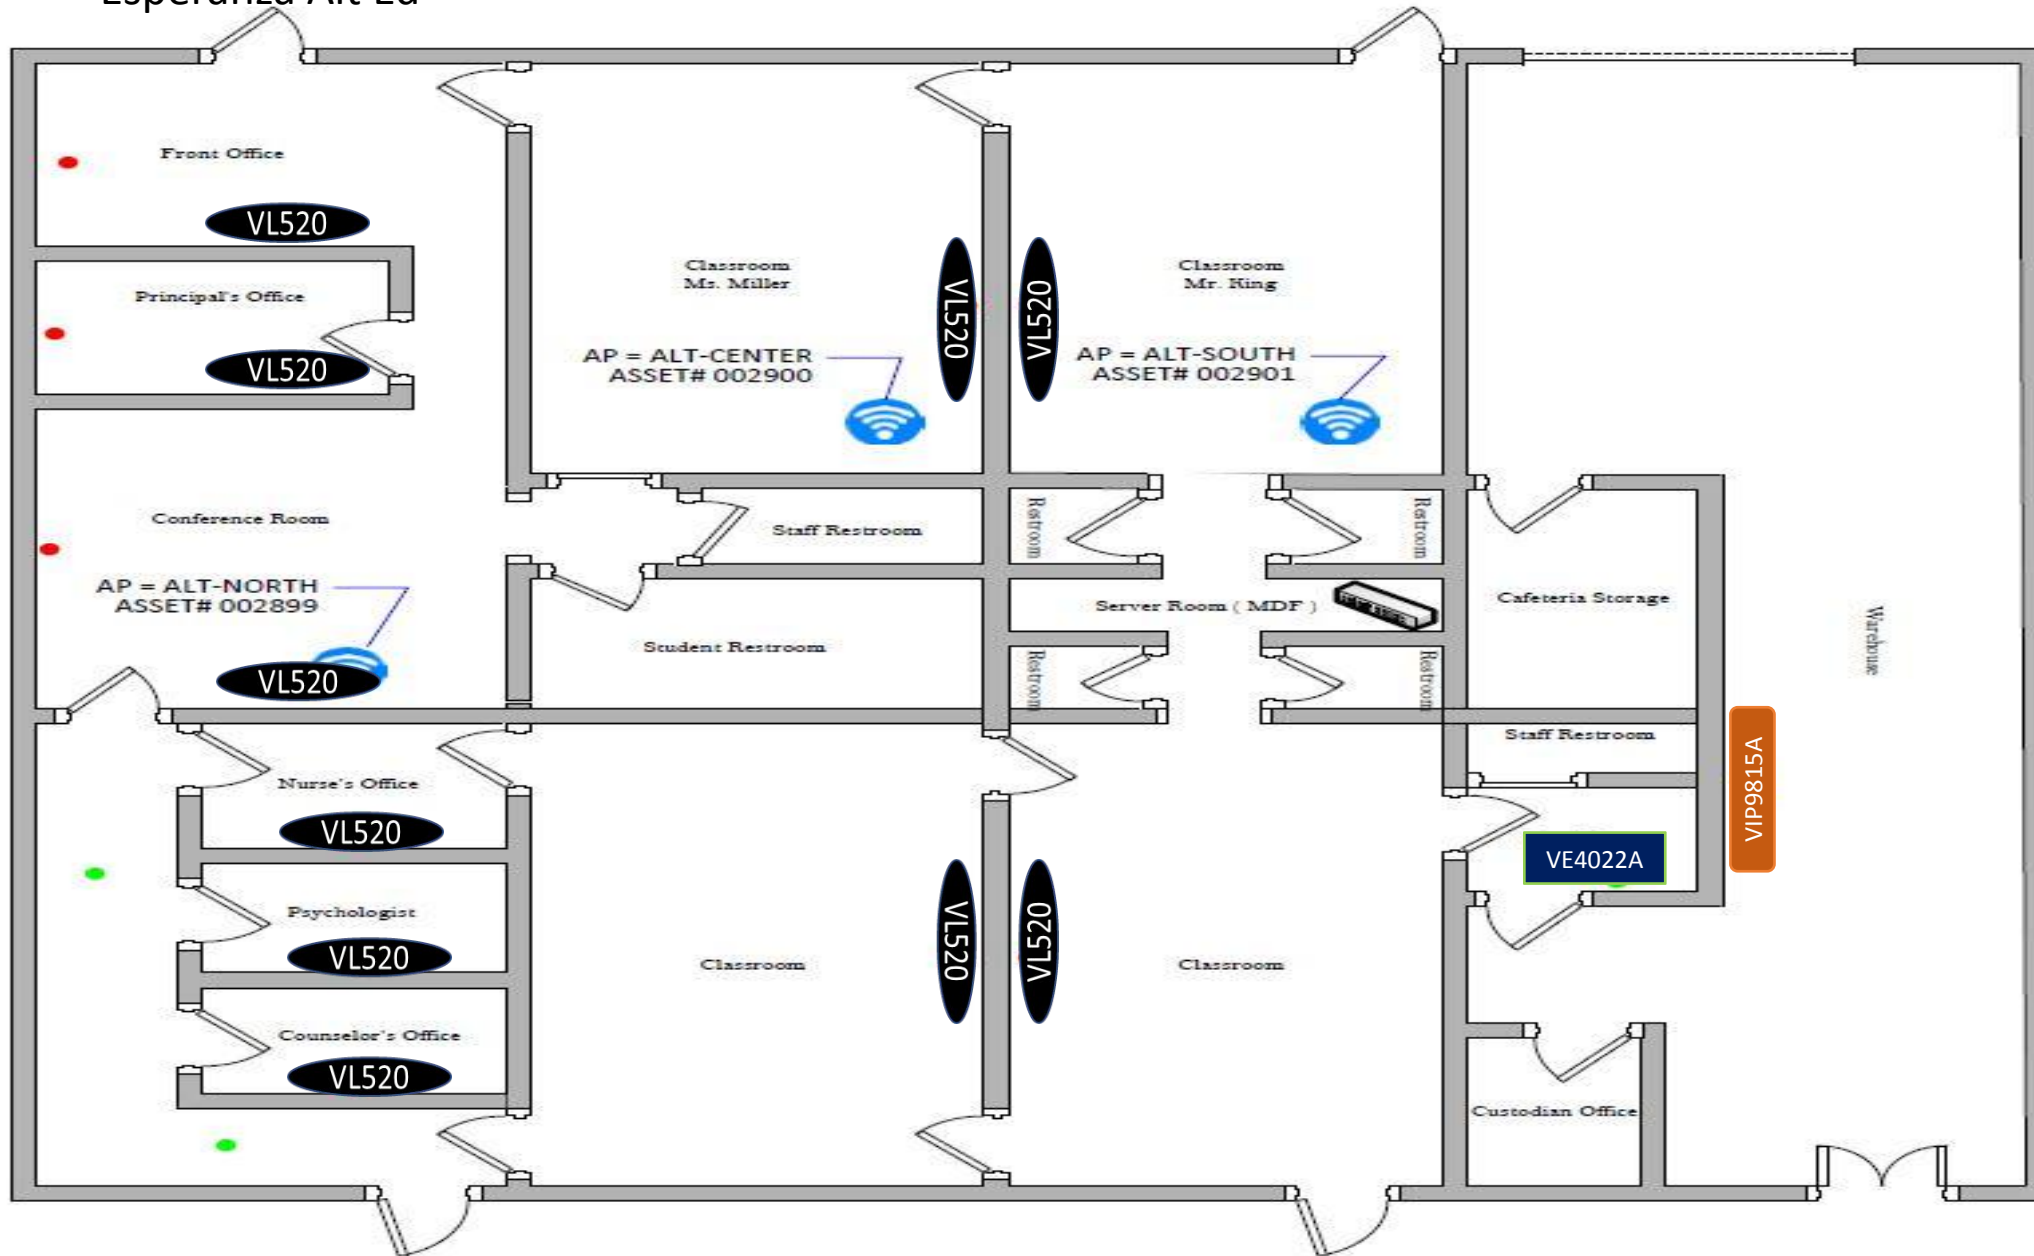 Esperanza Alt Ed
Front Office
VL520
Principal's Office
VL520
Classroom
Ms. Miller
VL520
VL520
Classroom
Mr. King
AP = ALT-CENTER
ASSET# 002900
AP = ALT-SOUTH
ASSET# 002901
Conference Room
AP = ALT-NORTH
ASSET# 002899
VL520
Staff Restroom
Student Restroom
Restroom
Restroom
Server Room ( MDF )
Restroom
Restroom
Cafeteria Storage
Warehouse
Staff Restroom
VIP9815A
VE4022A
Nurse's Office
VL520
Psychologist
VL520
Counselor's Office
VL520
Classroom
VL520
VL520
Classroom
Custodian Office